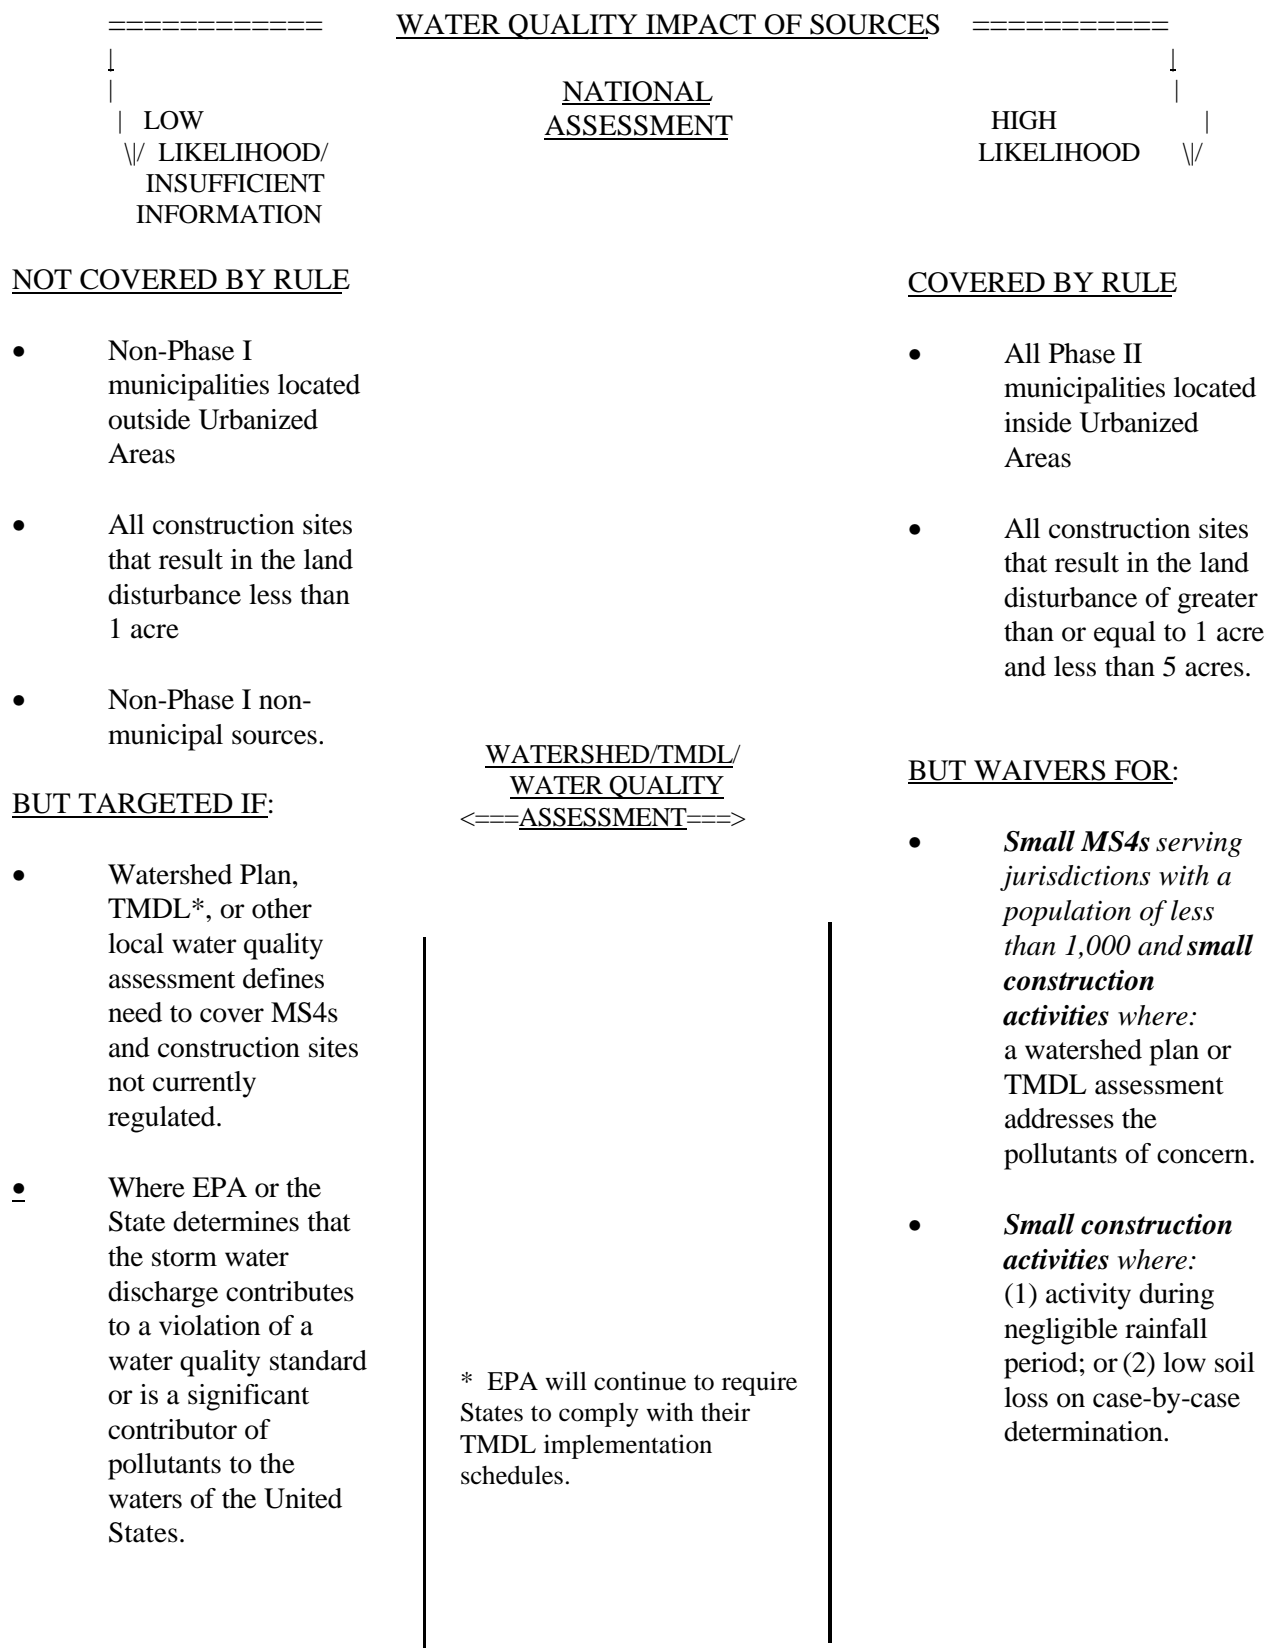 ============ WATER QUALITY IMPACT OF SOURCES ===========
| |
| NATIONAL |
| LOW ASSESSMENT HIGH |
\|/ LIKELIHOOD/ LIKELIHOOD \|/
INSUFFICIENT
INFORMATION
NOT COVERED BY RULE
• Non-Phase I
municipalities located
outside Urbanized
Areas
• All construction sites
that result in the land
disturbance less than
1 acre
• Non-Phase I non-
municipal sources.
BUT TARGETED IF:
• Watershed Plan,
TMDL*, or other
local water quality
assessment defines
need to cover MS4s
and construction sites
not currently
regulated.
• Where EPA or the
State determines that
the storm water
discharge contributes
to a violation of a
water quality standard
or is a significant
contributor of
pollutants to the
waters of the United
States.
WATERSHED/TMDL/
WATER QUALITY
<===ASSESSMENT===>
* EPA will continue to require
States to comply with their
TMDL implementation
schedules.
COVERED BY RULE
• All Phase II
municipalities located
inside Urbanized
Areas
• All construction sites
that result in the land
disturbance of greater
than or equal to 1 acre
and less than 5 acres.
BUT WAIVERS FOR:
• Small MS4s serving
jurisdictions with a
population of less
than 1,000 and small
construction
activities where:
a watershed plan or
TMDL assessment
addresses the
pollutants of concern.
• Small construction
activities where:
(1) activity during
negligible rainfall
period; or (2) low soil
loss on case-by-case
determination.